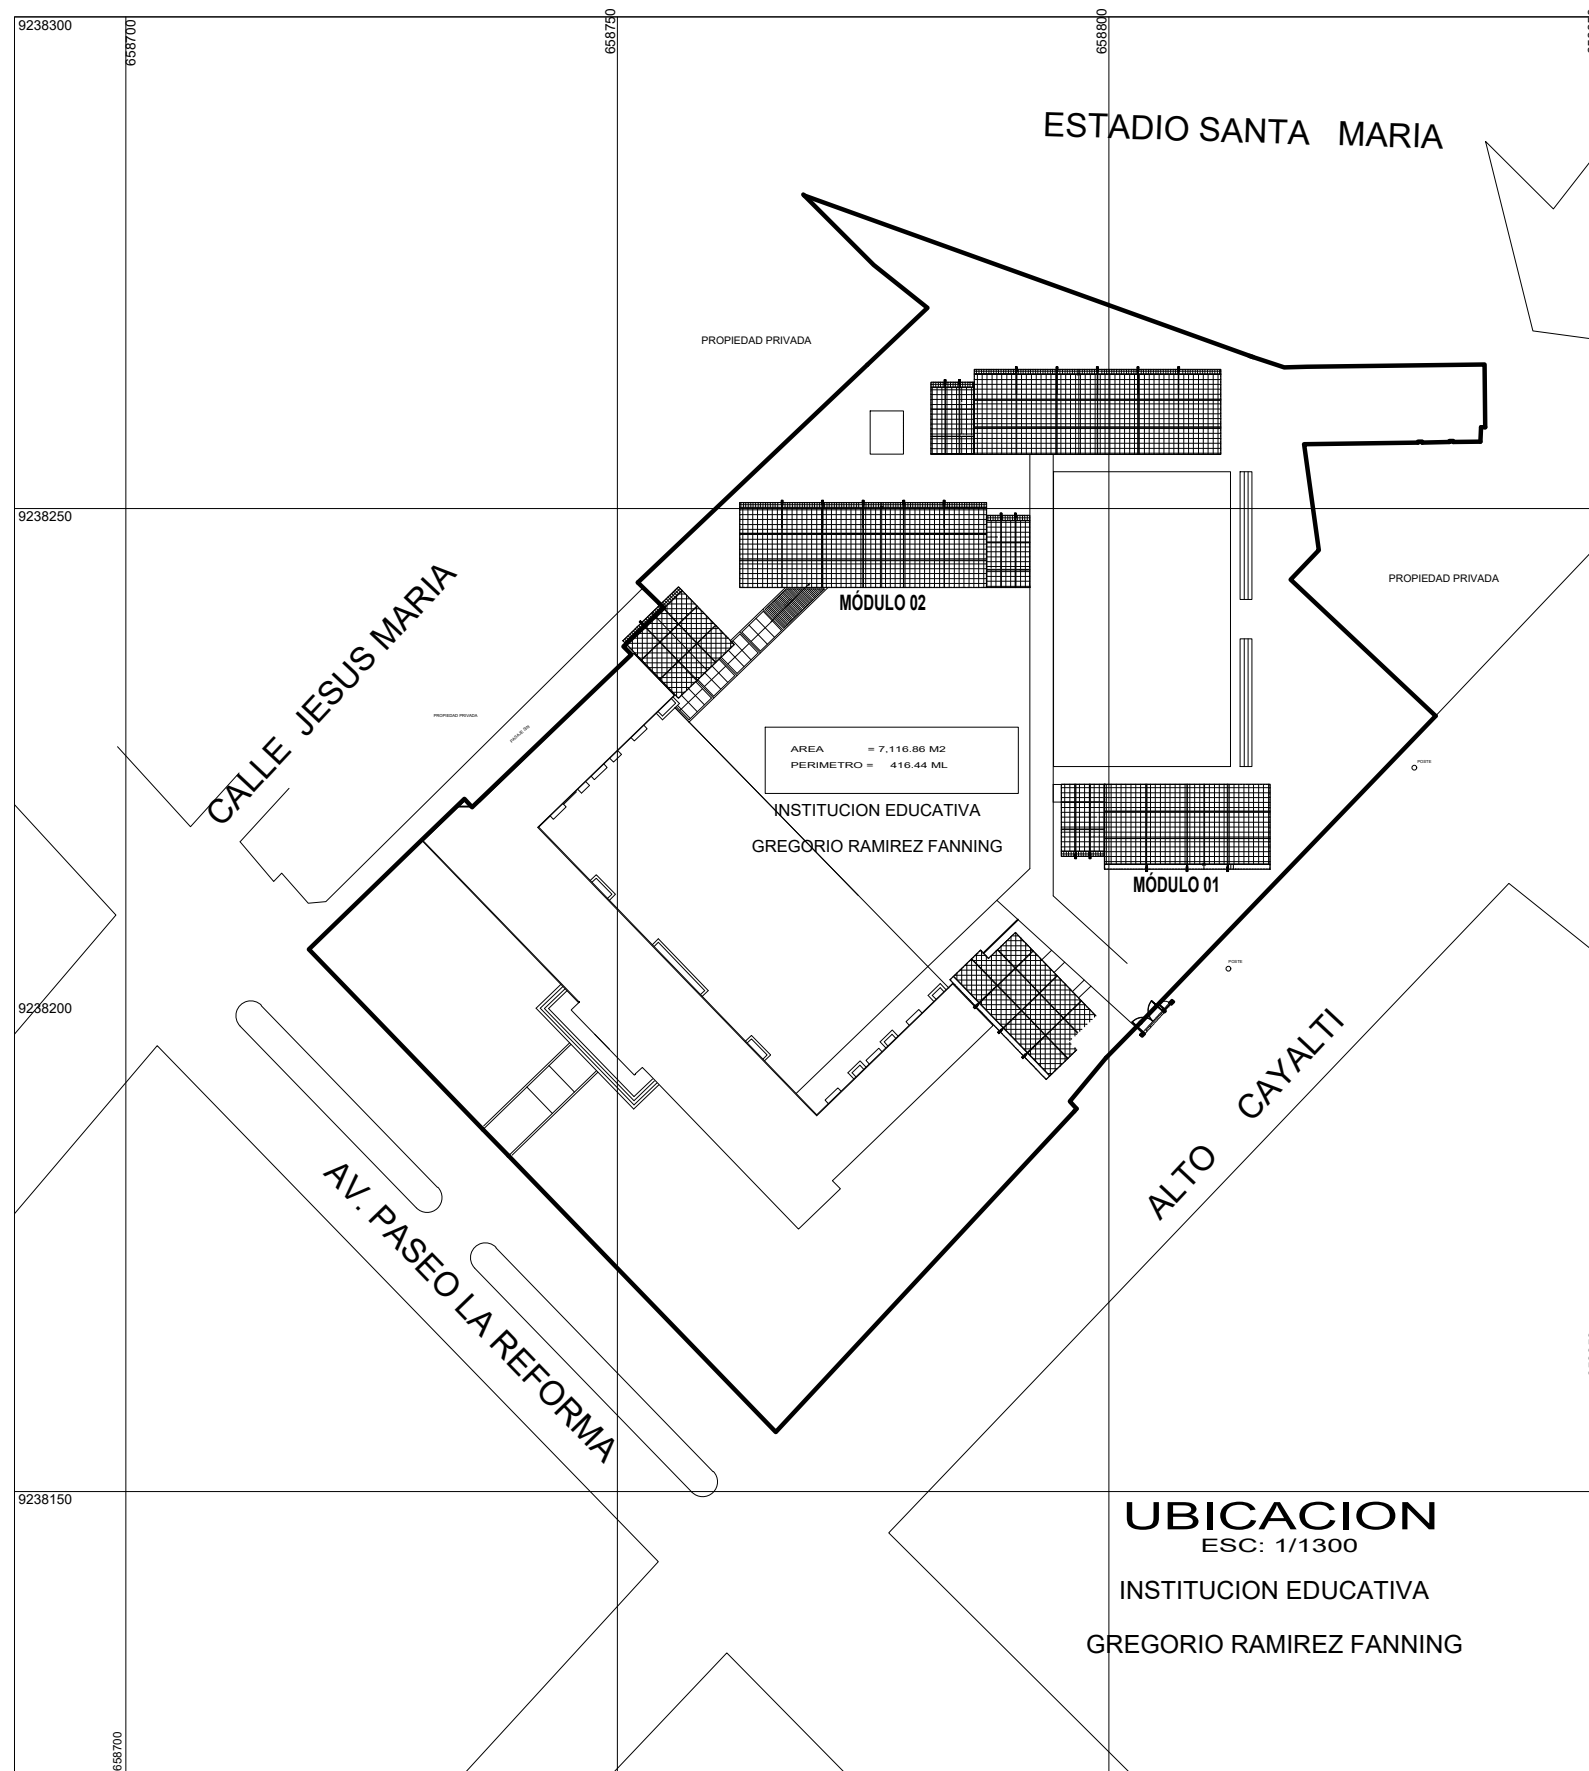 9238300
658700
658750
658800
ESTADIO SANTA MARIA
PROPIEDAD PRIVADA
9238250
MÓDULO 02
PROPIEDAD PRIVADA
CALLE JESUS MARIA
PROPIEDAD PRIVADA
AREA = 7,116.86 M2
PERIMETRO = 416.44 ML
POSTE
INSTITUCION EDUCATIVA
GREGORIO RAMIREZ FANNING
MÓDULO 01
POSTE
9238200
ALTO CAYALTI
AV. PASEO LA REFORMA
9238150
UBICACION
ESC: 1/1300
INSTITUCION EDUCATIVA
GREGORIO RAMIREZ FANNING
658700